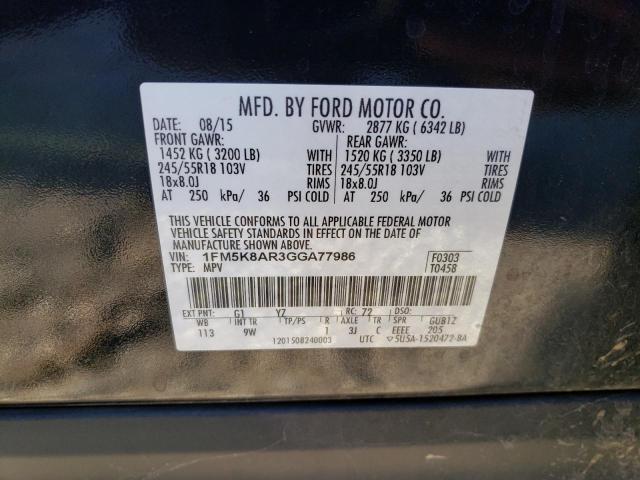 MFD. BY FORD MOTOR CO.
DATE: 08/15 GVWR: 2877 KG ( 6342 LB)
FRONT GAWR: REAR GAWR:
1452 KG ( 3200 LB) WITH 1520 KG ( 3350 LB) WITH
245/55R18 103V TIRES 245/55R18 103V TIRES
18x8.0J RIMS 18x8.0J RIMS
AT 250 kPa/ 36 PSI COLD AT 250 kPa/ 36 PSI COLD
THIS VEHICLE CONFORMS TO ALL APPLICABLE FEDERAL MOTOR
VEHICLE SAFETY STANDARDS IN EFFECT ON THE DATE OF
MANUFACTURE SHOWN ABOVE.
VIN: 1FM5K8AR3GGA77986 F0303
TYPE: MPV T0458
EXT PNT: G1 YZ RC: 72 DSO:
WB INT TR TP/PS R AXLE TR SPR GUB1Z
113 9W 1 3J C EEEE 205
1201508240003 UTC ▽5U5A-1520472-BA